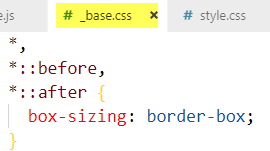 e.js # _base.css × # style.css
*,
*::before,
*::after {
box-sizing: border-box;
}